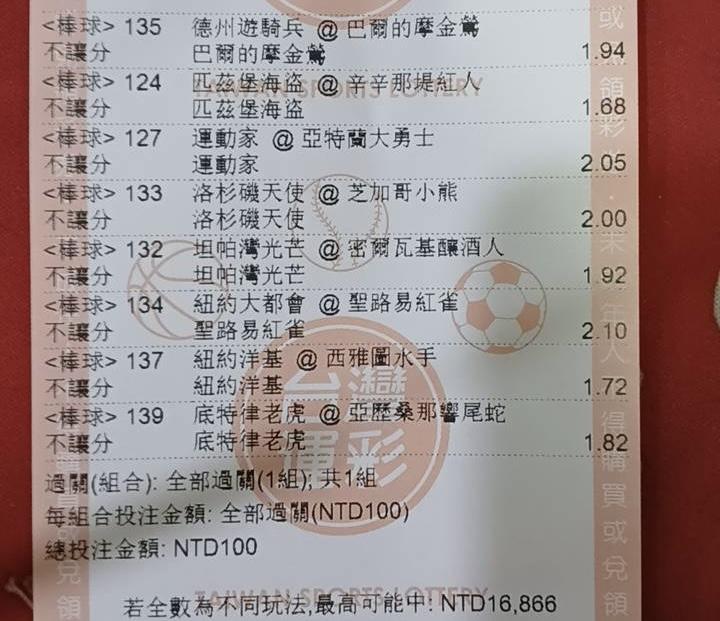 <棒球> 135 德州遊騎兵 @ 巴爾的摩金鶯
不讓分 巴爾的摩金鶯 1.94
<棒球> 124 匹茲堡海盜 @ 辛辛那堤紅人
不讓分 匹茲堡海盜 1.68
<棒球> 127 運動家 @ 亞特蘭大勇士
不讓分 運動家 2.05
<棒球> 133 洛杉磯天使 @ 芝加哥小熊
不讓分 洛杉磯天使 2.00
<棒球> 132 坦帕灣光芒 @ 密爾瓦基釀酒人
不讓分 坦帕灣光芒 1.92
<棒球> 134 紐約大都會 @ 聖路易紅雀
不讓分 聖路易紅雀 2.10
<棒球> 137 紐約洋基 @ 西雅圖水手
不讓分 紐約洋基 1.72
<棒球> 139 底特律老虎 @ 亞歷桑那響尾蛇
不讓分 底特律老虎 1.82
過關(組合): 全部過關(1組); 共1組
每組合投注金額: 全部過關(NTD100)
總投注金額: NTD100
若全數為不同玩法,最高可能中: NTD16,866
TAIWAN SPORTS LOTTERY
台灣運彩
TAIWAN SPORTS LOTTERY